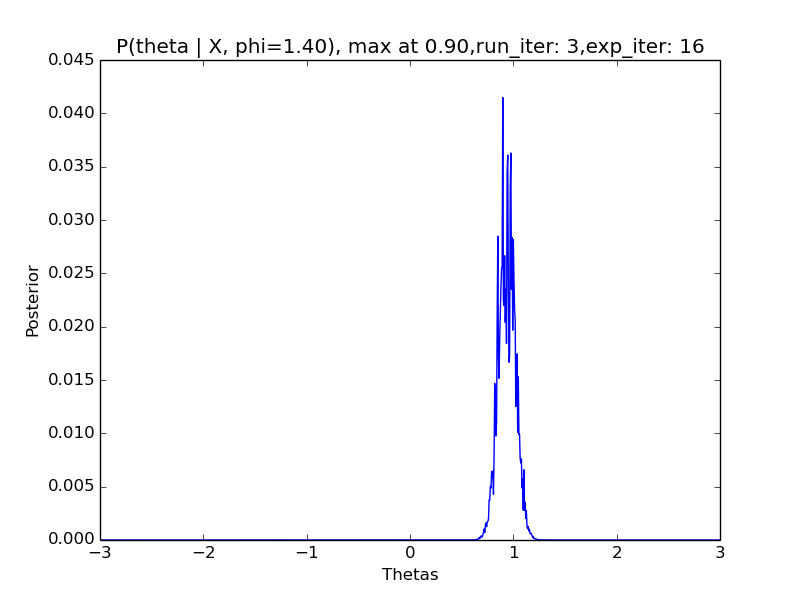 P(theta | X, phi=1.40), max at 0.90,run_iter: 3,exp_iter: 16
0.045
0.040
0.035
0.030
0.025
0.020
0.015
0.010
0.005
0.000
Posterior
−3 −2 −1 0 1 2 3
Thetas